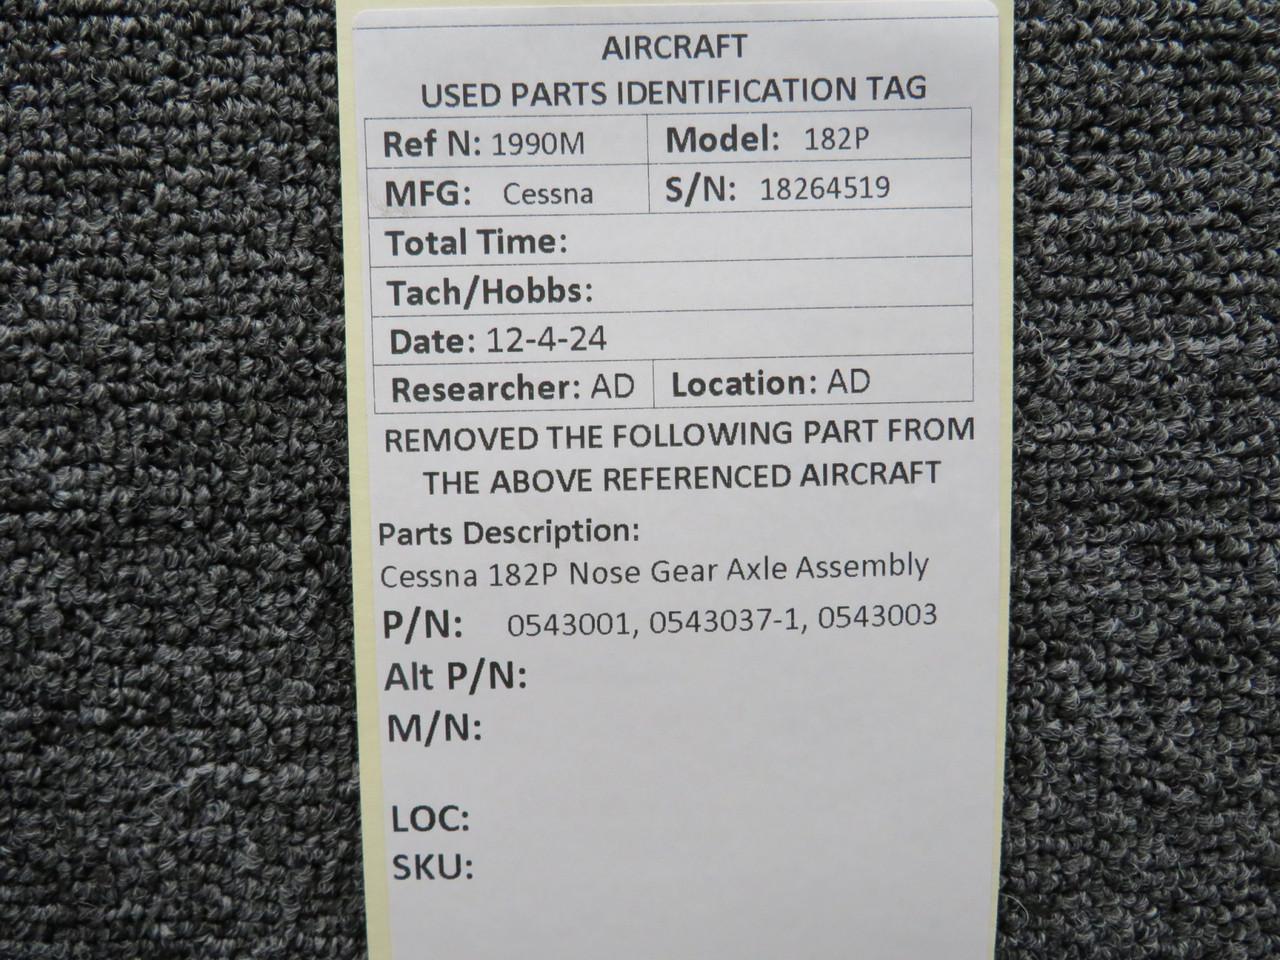 AIRCRAFT
USED PARTS IDENTIFICATION TAG
Ref N: 1990M Model: 182P
MFG: Cessna S/N: 18264519
Total Time:
Tach/Hobbs:
Date: 12-4-24
Researcher: AD Location: AD
REMOVED THE FOLLOWING PART FROM
THE ABOVE REFERENCED AIRCRAFT
Parts Description:
Cessna 182P Nose Gear Axle Assembly
P/N: 0543001, 0543037-1, 0543003
Alt P/N:
M/N:
LOC:
SKU: